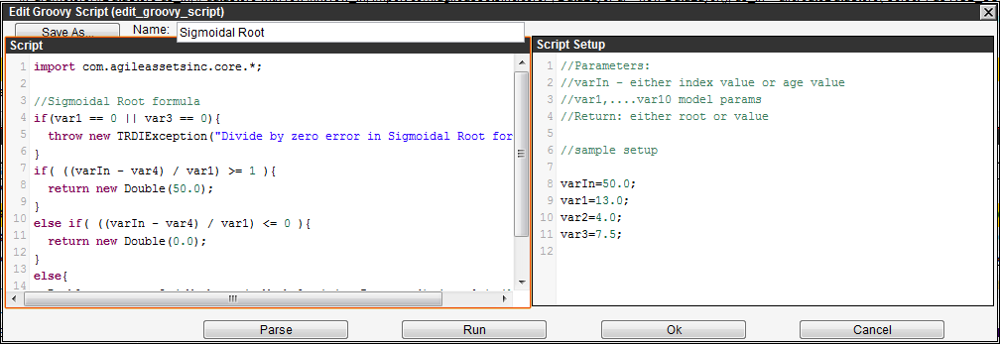 Edit Groovy Script (edit_groovy_script)
Save As...
Name: Sigmoidal Root
Script
1 import com.agileassetsinc.core.*;
2
3 //Sigmoidal Root formula
4 if(var1 == 0 || var3 == 0){
5 throw new TRDIException("Divide by zero error in Sigmoidal Root for
6 }
7 if( ((varIn - var4) / var1) >= 1 ){
8 return new Double(50.0);
9 }
10 else if( ((varIn - var4) / var1) <= 0 ){
11 return new Double(0.0);
12 }
13 else{
14
Script Setup
1 //Parameters:
2 //varIn - either index value or age value
3 //var1,....var10 model params
4 //Return: either root or value
5
6 //sample setup
7
8 varIn=50.0;
9 var1=13.0;
10 var2=4.0;
11 var3=7.5;
12
Parse
Run
Ok
Cancel